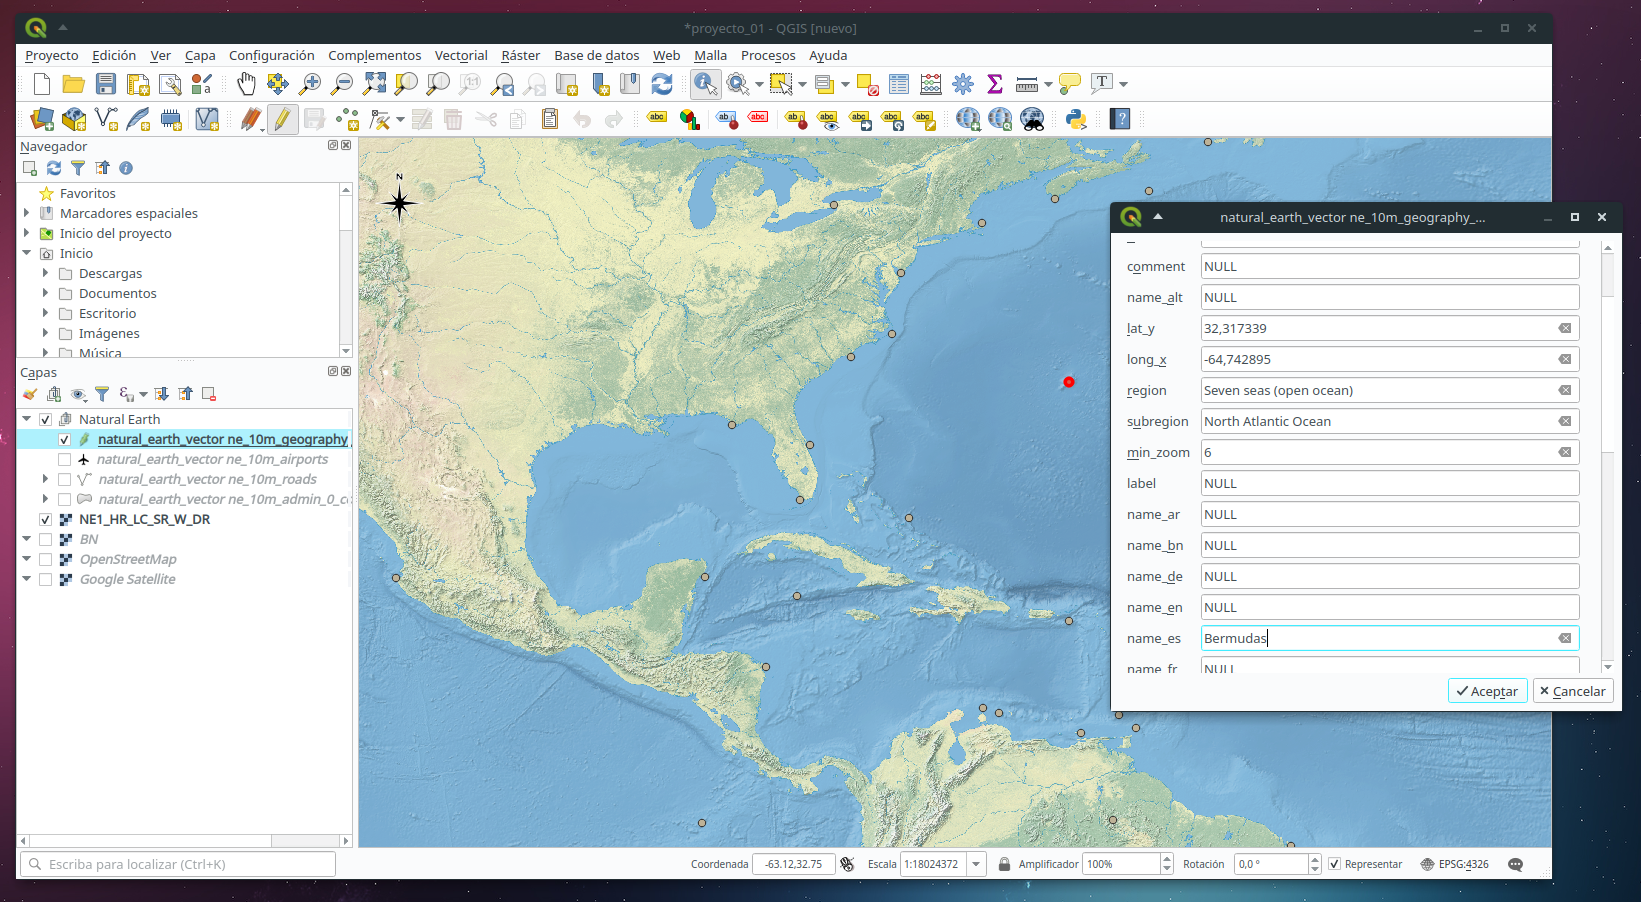 *proyecto_01 - QGIS [nuevo]
Proyecto Edición Ver Capa Configuración Complementos Vectorial Ráster Base de datos Web Malla Procesos Ayuda
Navegador
Favoritos
Marcadores espaciales
Inicio del proyecto
Inicio
Descargas
Documentos
Escritorio
Imágenes
Música
Capas
Natural Earth
natural_earth_vector ne_10m_geography_
natural_earth_vector ne_10m_airports
natural_earth_vector ne_10m_roads
natural_earth_vector ne_10m_admin_0_co
NE1_HR_LC_SR_W_DR
BN
OpenStreetMap
Google Satellite
N
natural_earth_vector ne_10m_geography_...
comment NULL
name_alt NULL
lat_y 32,317339
long_x -64,742895
region Seven seas (open ocean)
subregion North Atlantic Ocean
min_zoom 6
label NULL
name_ar NULL
name_bn NULL
name_de NULL
name_en NULL
name_es Bermudas
name_fr NULL
Aceptar Cancelar
Escriba para localizar (Ctrl+K)
Coordenada -63.12,32.75 Escala 1:18024372 Amplificador 100% Rotación 0,0 ° Representar EPSG:4326